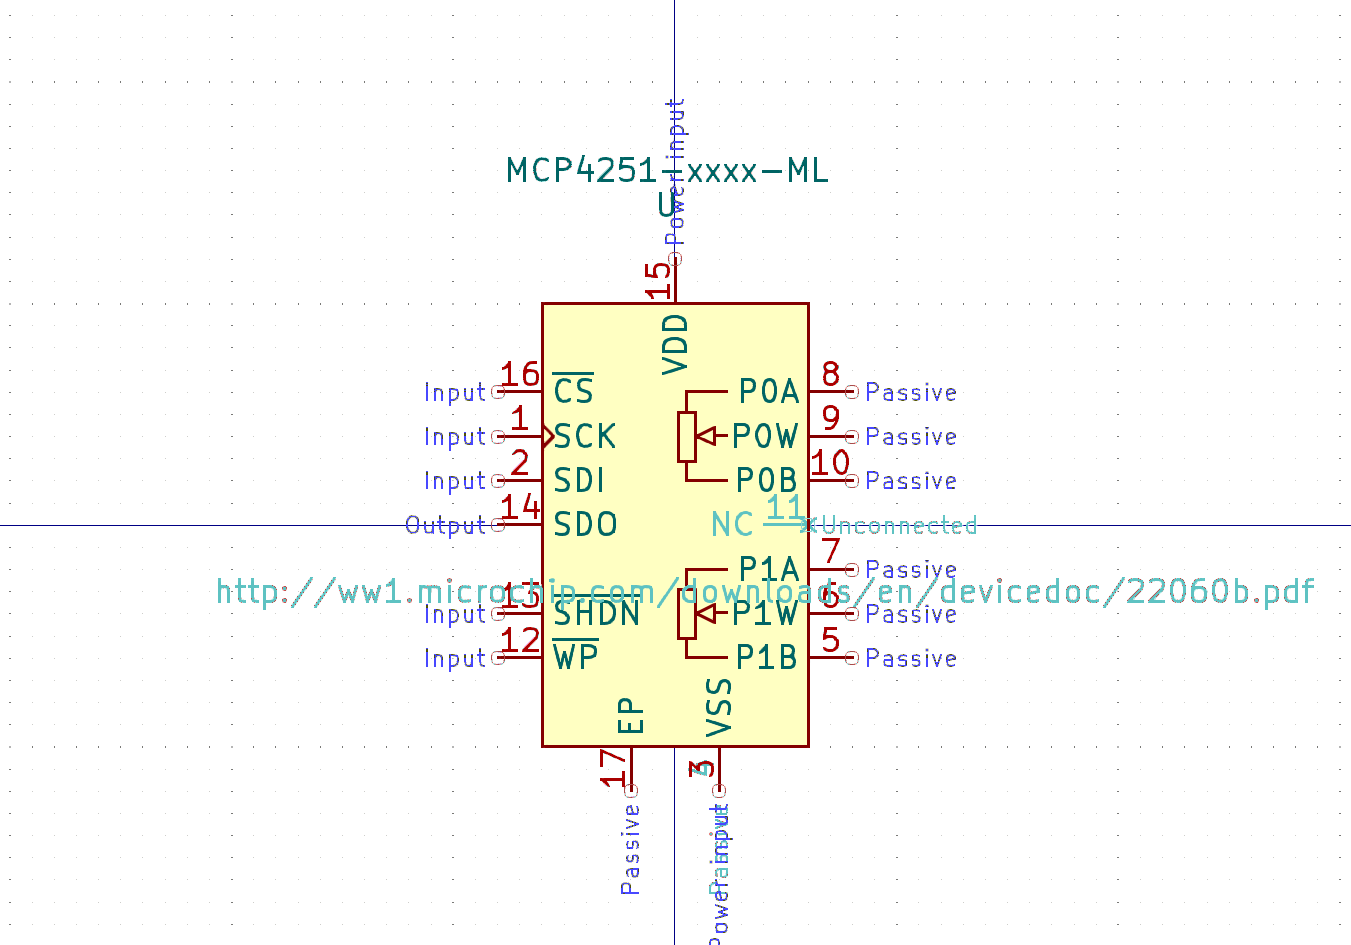 Power input
MCP4251-xxxx-ML
U
15
VDD
Input 16 CS P0A 8 Passive
Input 1 SCK P0W 9 Passive
Input 2 SDI P0B 10 Passive
Output 14 SDO NC 11 Unconnected
P1A 7 Passive
http://ww1.microchip.com/downloads/en/devicedoc/22060b.pdf
Input 13 SHDN P1W 6 Passive
Input 12 WP P1B 5 Passive
EP VSS
17 3 4
Passive Power input Passive